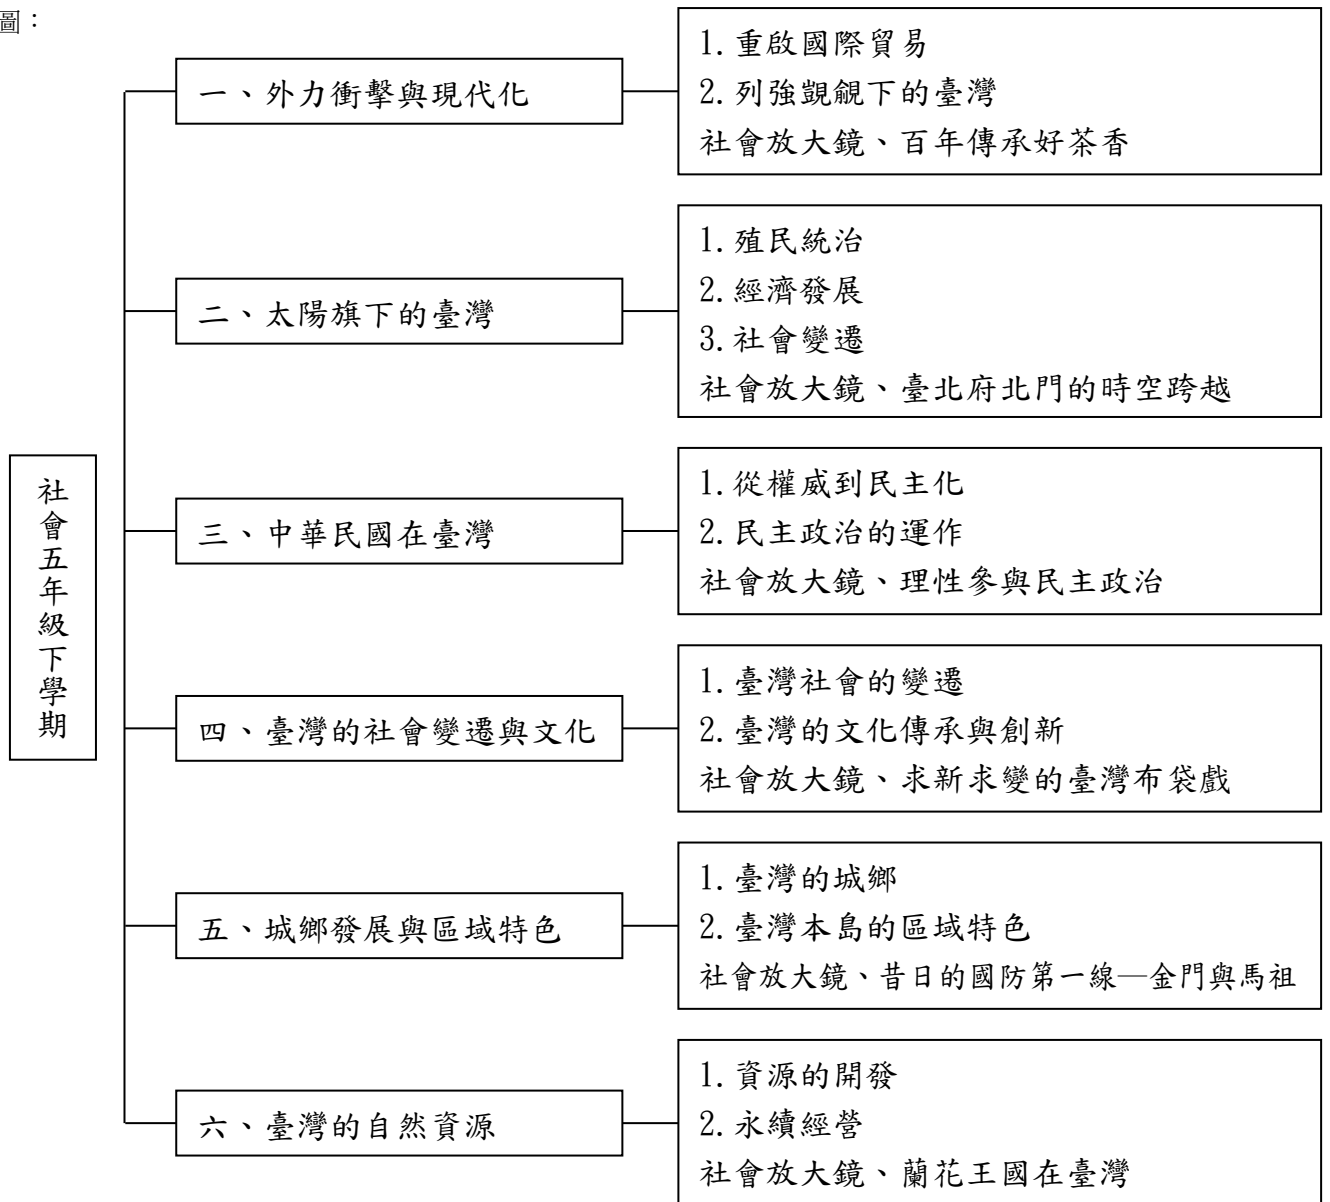 圖：
社會五年級下學期
一、外力衝擊與現代化
1.重啟國際貿易
2.列強覬覦下的臺灣
社會放大鏡、百年傳承好茶香
二、太陽旗下的臺灣
1.殖民統治
2.經濟發展
3.社會變遷
社會放大鏡、臺北府北門的時空跨越
三、中華民國在臺灣
1.從權威到民主化
2.民主政治的運作
社會放大鏡、理性參與民主政治
四、臺灣的社會變遷與文化
1.臺灣社會的變遷
2.臺灣的文化傳承與創新
社會放大鏡、求新求變的臺灣布袋戲
五、城鄉發展與區域特色
1.臺灣的城鄉
2.臺灣本島的區域特色
社會放大鏡、昔日的國防第一線—金門與馬祖
六、臺灣的自然資源
1.資源的開發
2.永續經營
社會放大鏡、蘭花王國在臺灣